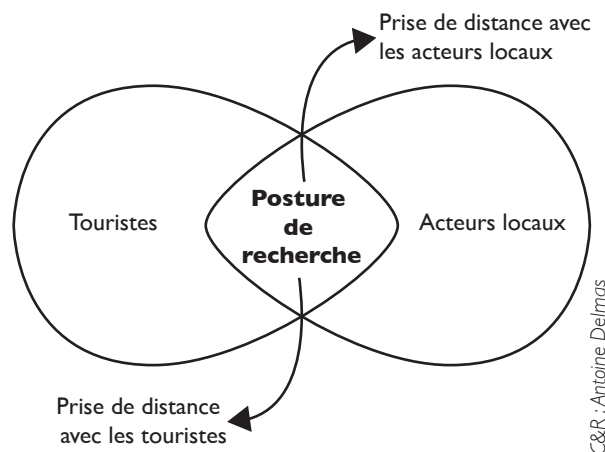 Prise de distance avec
les acteurs locaux
Touristes
Posture
de
recherche
Acteurs locaux
Prise de distance
avec les touristes
C&R : Antoine Delmas